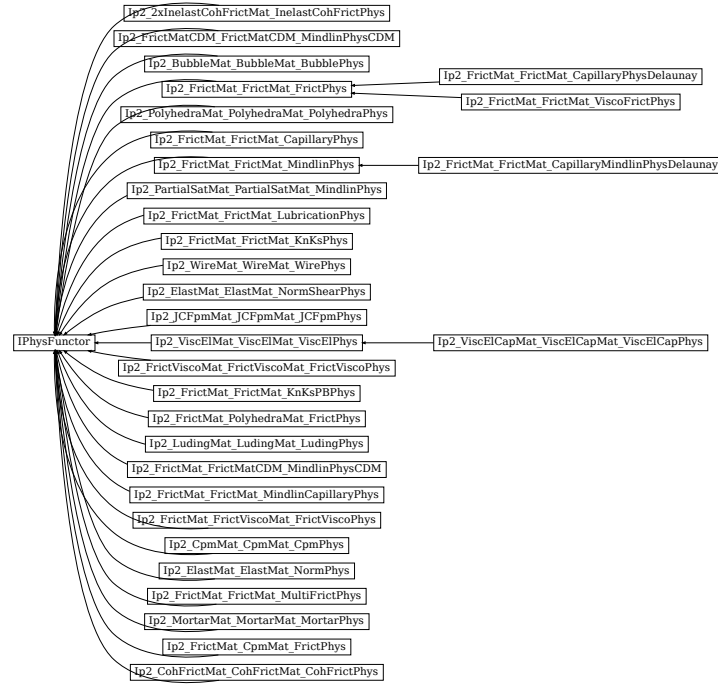 Ip2_2xInelastCohFrictMat_InelastCohFrictPhys
Ip2_FrictMatCDM_FrictMatCDM_MindlinPhysCDM
Ip2_BubbleMat_BubbleMat_BubblePhys
Ip2_FrictMat_FrictMat_CapillaryPhysDelaunay
Ip2_FrictMat_FrictMat_FrictPhys
Ip2_FrictMat_FrictMat_ViscoFrictPhys
Ip2_PolyhedraMat_PolyhedraMat_PolyhedraPhys
Ip2_FrictMat_FrictMat_CapillaryPhys
Ip2_FrictMat_FrictMat_MindlinPhys
Ip2_FrictMat_FrictMat_CapillaryMindlinPhysDelaunay
Ip2_PartialSatMat_PartialSatMat_MindlinPhys
Ip2_FrictMat_FrictMat_LubricationPhys
Ip2_FrictMat_FrictMat_KnKsPhys
Ip2_WireMat_WireMat_WirePhys
Ip2_ElastMat_ElastMat_NormShearPhys
Ip2_JCFpmMat_JCFpmMat_JCFpmPhys
IPhysFunctor
Ip2_ViscElMat_ViscElMat_ViscElPhys
Ip2_ViscElCapMat_ViscElCapMat_ViscElCapPhys
Ip2_FrictViscoMat_FrictViscoMat_FrictViscoPhys
Ip2_FrictMat_FrictMat_KnKsPBPhys
Ip2_FrictMat_PolyhedraMat_FrictPhys
Ip2_LudingMat_LudingMat_LudingPhys
Ip2_FrictMat_FrictMatCDM_MindlinPhysCDM
Ip2_FrictMat_FrictMat_MindlinCapillaryPhys
Ip2_FrictMat_FrictViscoMat_FrictViscoPhys
Ip2_CpmMat_CpmMat_CpmPhys
Ip2_ElastMat_ElastMat_NormPhys
Ip2_FrictMat_FrictMat_MultiFrictPhys
Ip2_MortarMat_MortarMat_MortarPhys
Ip2_FrictMat_CpmMat_FrictPhys
Ip2_CohFrictMat_CohFrictMat_CohFrictPhys